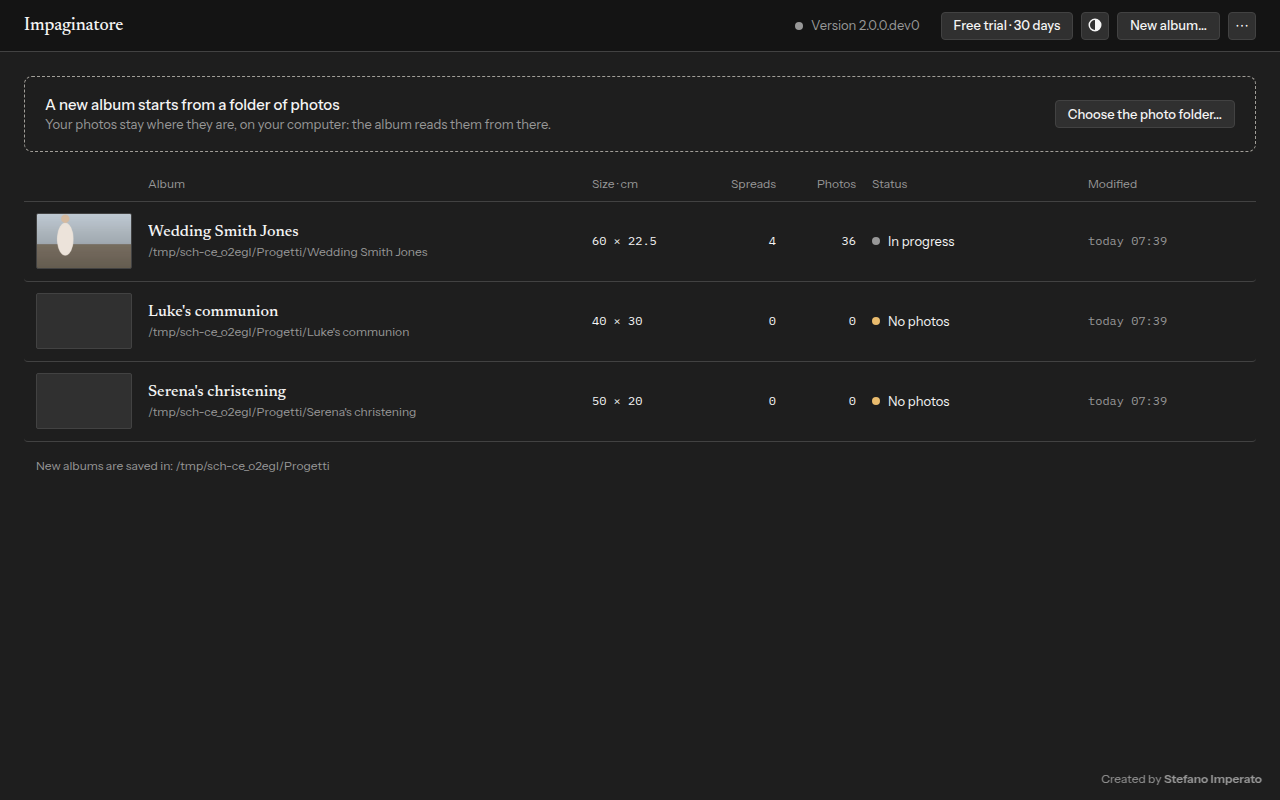 Impaginatore
Version 2.0.0.dev0
Free trial · 30 days
New album...
...
A new album starts from a folder of photos
Your photos stay where they are, on your computer: the album reads them from there.
Choose the photo folder...
Album Size · cm Spreads Photos Status Modified
Wedding Smith Jones
/tmp/sch-ce_o2egl/Progetti/Wedding Smith Jones
60 × 22.5 4 36 In progress today 07:39
Luke's communion
/tmp/sch-ce_o2egl/Progetti/Luke's communion
40 × 30 0 0 No photos today 07:39
Serena's christening
/tmp/sch-ce_o2egl/Progetti/Serena's christening
50 × 20 0 0 No photos today 07:39
New albums are saved in: /tmp/sch-ce_o2egl/Progetti
Created by Stefano Imperato